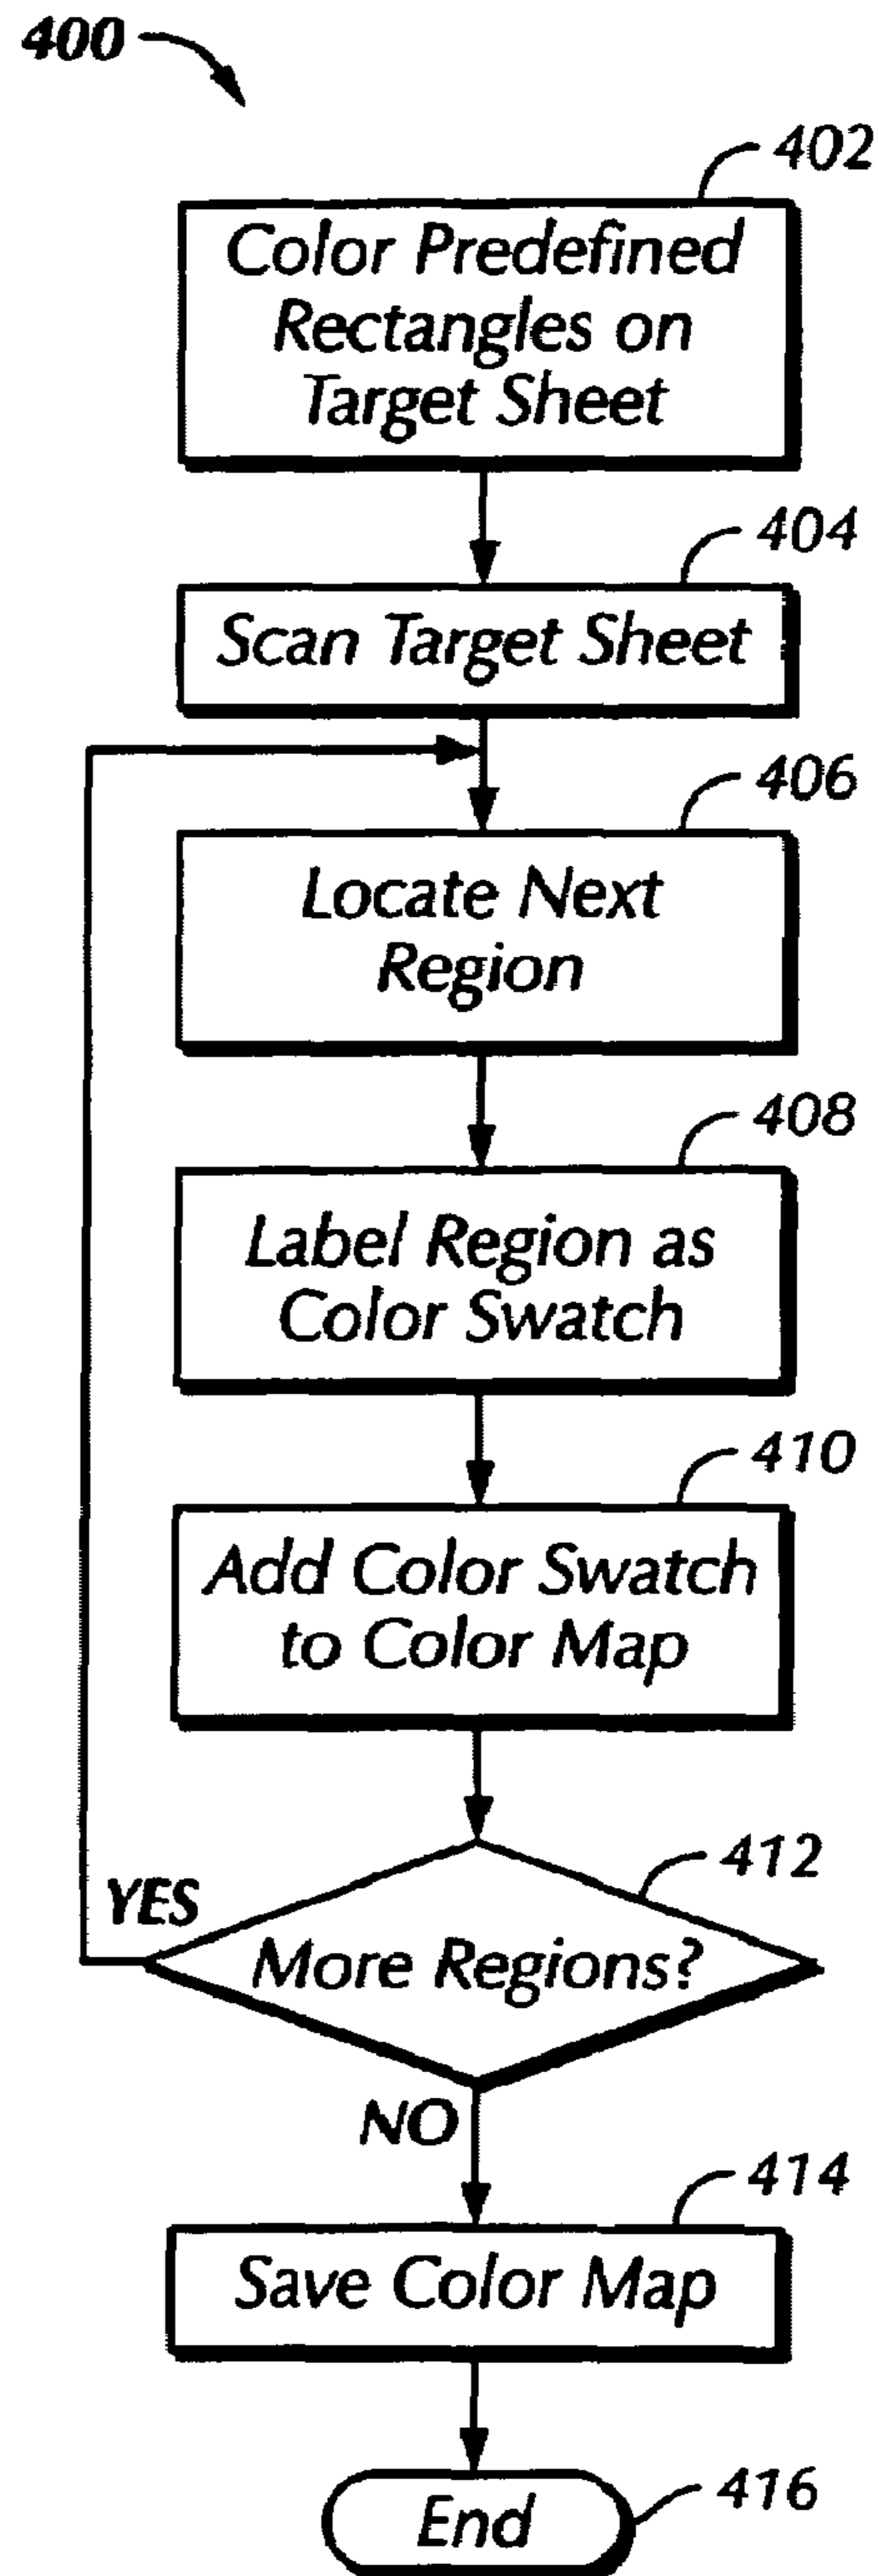 400
402
Color Predefined
Rectangles on
Target Sheet
404
Scan Target Sheet
406
Locate Next
Region
408
Label Region as
Color Swatch
410
Add Color Swatch
to Color Map
412
YES
More Regions?
NO
414
Save Color Map
416
End